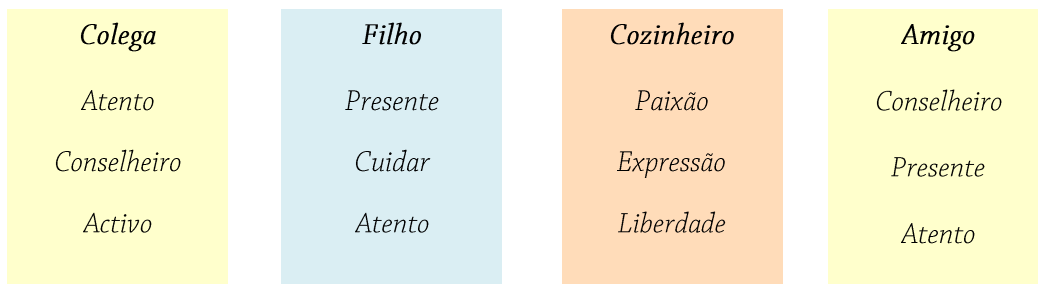 Colega
Atento
Conselheiro
Activo
Filho
Presente
Cuidar
Atento
Cozinheiro
Paixão
Expressão
Liberdade
Amigo
Conselheiro
Presente
Atento